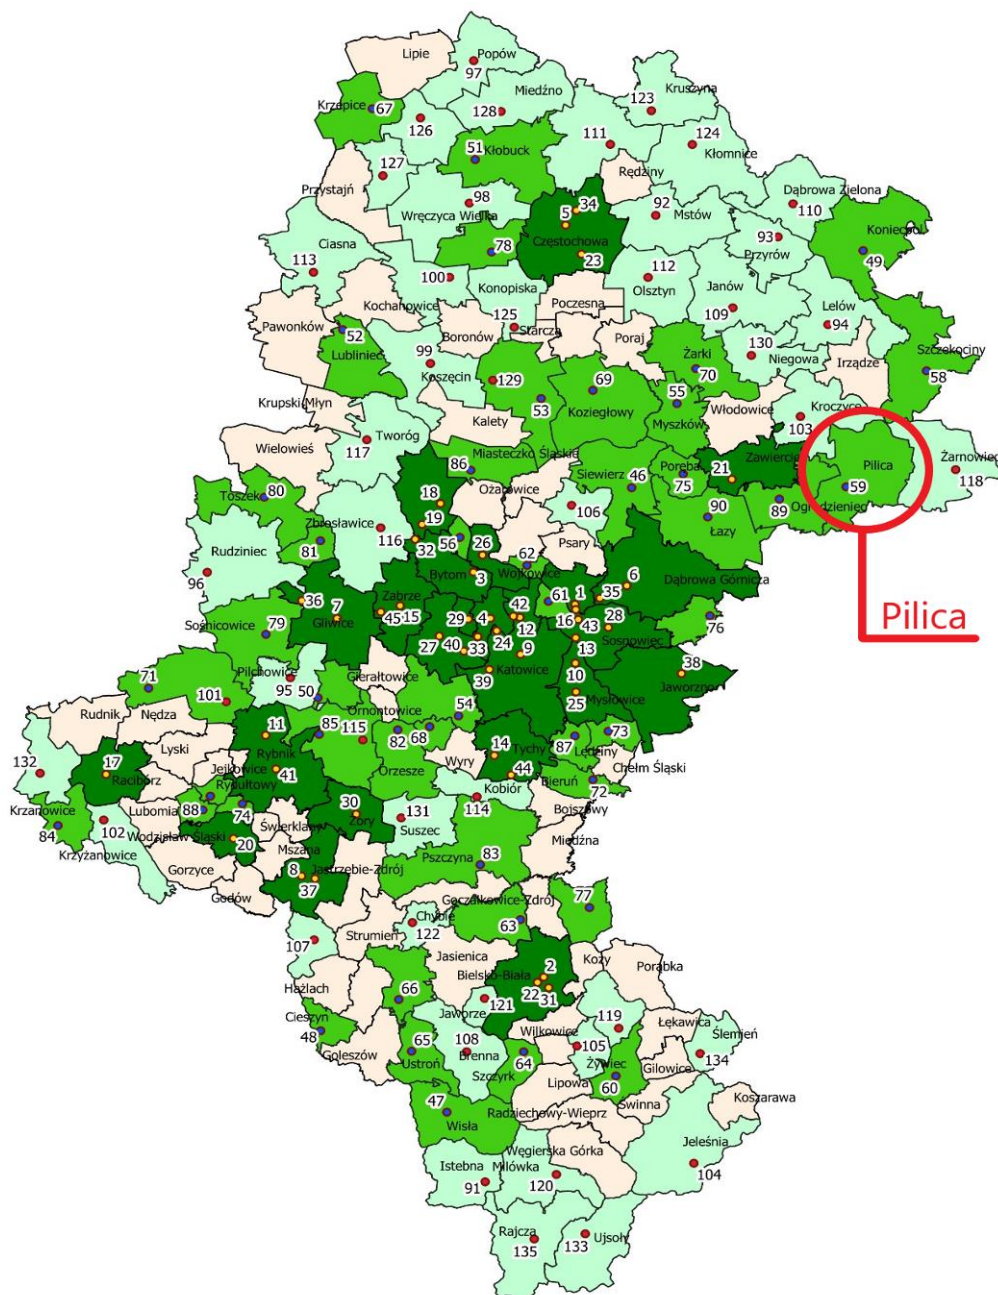 Lipie
Popów
97
Krzepice
67
126
Miedźno
128
Kruszyna
123
111
124
Kłomnice
51
Kłobuck
127
Przystajń
98
Wręczyca Wielka
Rędziny
34
5
Częstochowa
23
92
Mstów
Dąbrowa Zielona
110
93
Przyrów
Koniecpol
49
Ciasna
113
78
100
Konopiska
Kochanowice
112
Olsztyn
Janów
109
Lelów
94
Poczesna
125
Starcza
Pawonków
52
Lubliniec
Boronów
99
Koszęcin
129
Poraj
Żarki
70
130
Niegowa
Irządze
Szczekociny
58
53
69
Koziegłowy
55
Myszków
Włodowice
Kroczyce
103
Krupski Młyn
Kalety
Wielowieś
Tworóg
117
86
Miasteczko Śląskie
Siewierz
46
Poręba
75
21
Zawiercie
Pilica
59
Żarnowiec
118
Toszek
80
18
Ożarowice
106
90
Łazy
89
Ogrodzieniec
Zbrosławice
81
116
19
32
56
26
62
Psary
Wojkowice
Rudziniec
96
Bytom
3
6
Dąbrowa Górnicza
36
7
Gliwice
Zabrze
45
15
29
4
42
12
61
1
16
43
35
28
Sosnowiec
76
Pilica
Sośnicowice
79
27
40
33
24
9
13
Katowice
39
10
38
Jaworzno
Mysłowice
25
71
101
Pilchowice
95
50
Gierałtowice
Ornontowice
54
Rudnik
Nędza
11
85
115
82
68
Orzesze
87
Lędziny
73
132
17
Racibórz
Lyski
Rybnik
Jejkowice
41
14
Tychy
Wyry
44
Chełm Śląski
Bieruń
72
Rydułtowy
Kobiór
114
Bojszowy
Krzanowice
84
102
Krzyżanowice
Lubomia
88
74
Wodzisław Śląski
20
Świerklany
30
Żory
131
Suszec
Mszana
Miedźna
Gorzyce
8
Jastrzębie-Zdrój
37
Pszczyna
83
Godów
Goczałkowice-Zdrój
63
77
Strumień
Chybie
122
107
Jasienica
2
Bielsko-Biała
22
31
Kozy
Porąbka
Hażlach
66
Jaworze
121
Cieszyn
48
Goleszów
65
Ustroń
108
Brenna
Wilkowice
119
105
Łękawica
Ślemień
134
64
Szczyrk
Żywiec
60
Gilowice
Lipowa
47
Wisła
Radziechowy-Wieprz
Świnna
Koszarawa
Węgierska Górka
Jeleśnia
104
Istebna
91
Milówka
120
Rajcza
135
133
Ujsoły